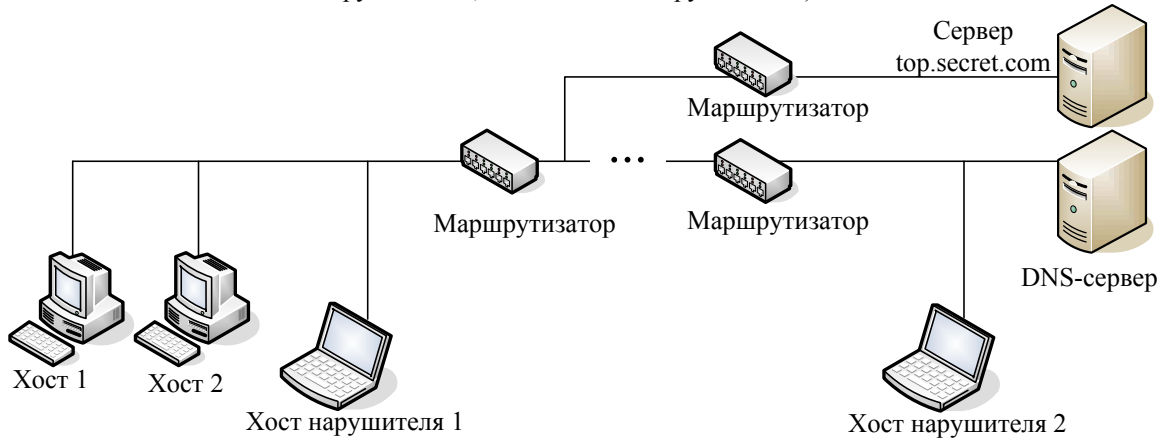 Сервер
top.secret.com
Маршрутизатор
...
Маршрутизатор
Маршрутизатор
DNS-сервер
Хост 1
Хост 2
Хост нарушителя 1
Хост нарушителя 2